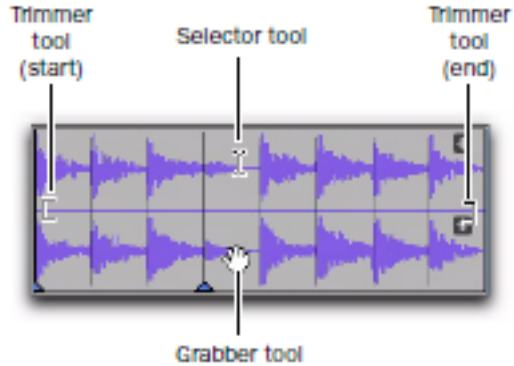 Trimmer
tool
(start)
Selector tool
Trimmer
tool
(end)
Grabber tool